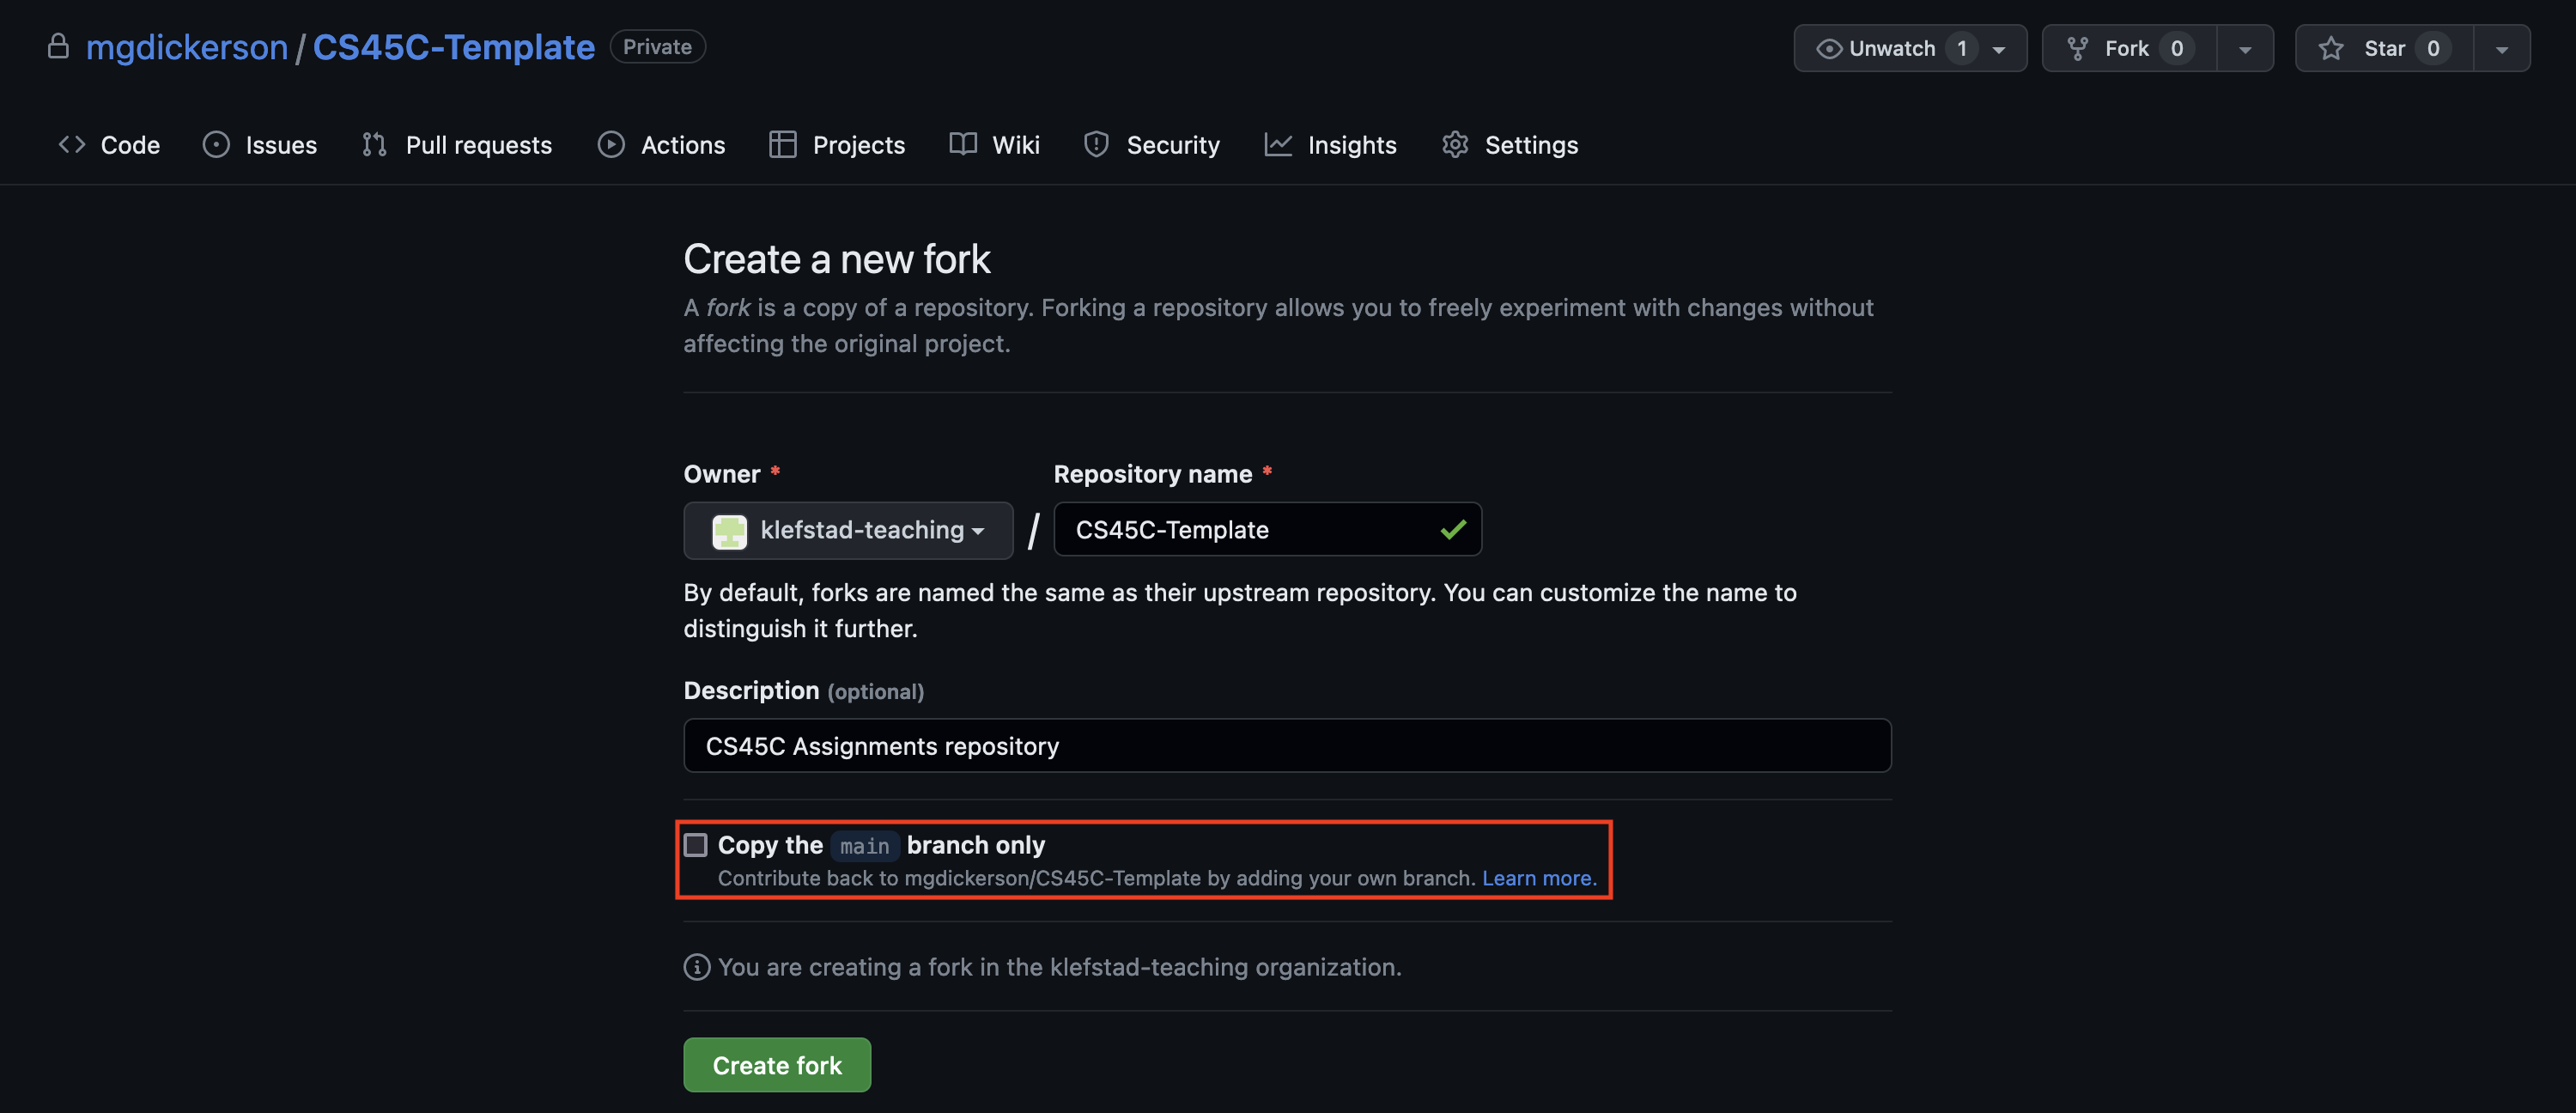 mgdickerson / CS45C-Template Private Unwatch 1 Fork 0 Star 0
Code Issues Pull requests Actions Projects Wiki Security Insights Settings
Create a new fork
A fork is a copy of a repository. Forking a repository allows you to freely experiment with changes without
affecting the original project.
Owner * Repository name *
klefstad-teaching / CS45C-Template
By default, forks are named the same as their upstream repository. You can customize the name to
distinguish it further.
Description (optional)
CS45C Assignments repository
Copy the main branch only
Contribute back to mgdickerson/CS45C-Template by adding your own branch. Learn more.
You are creating a fork in the klefstad-teaching organization.
Create fork